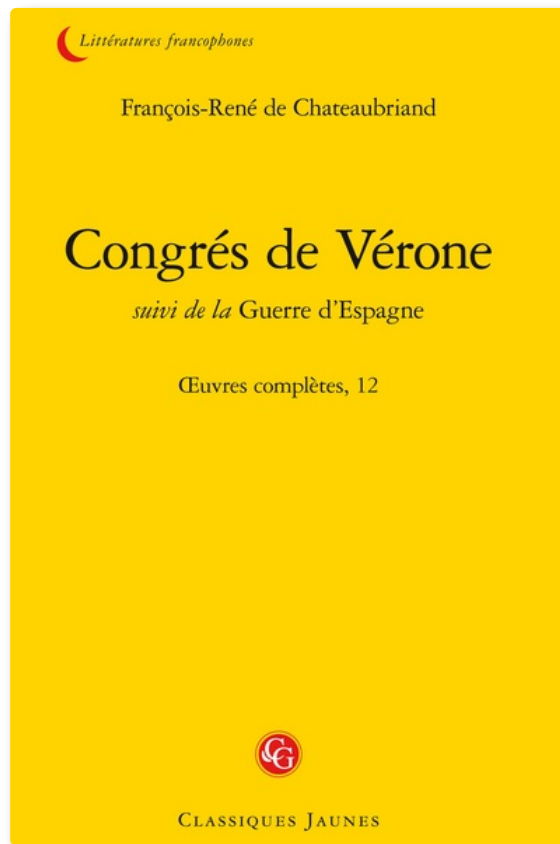 Littératures francophones
François-René de Chateaubriand
Congrés de Vérone
suivi de la Guerre d'Espagne
Œuvres complètes, 12
CG
CLASSIQUES JAUNES